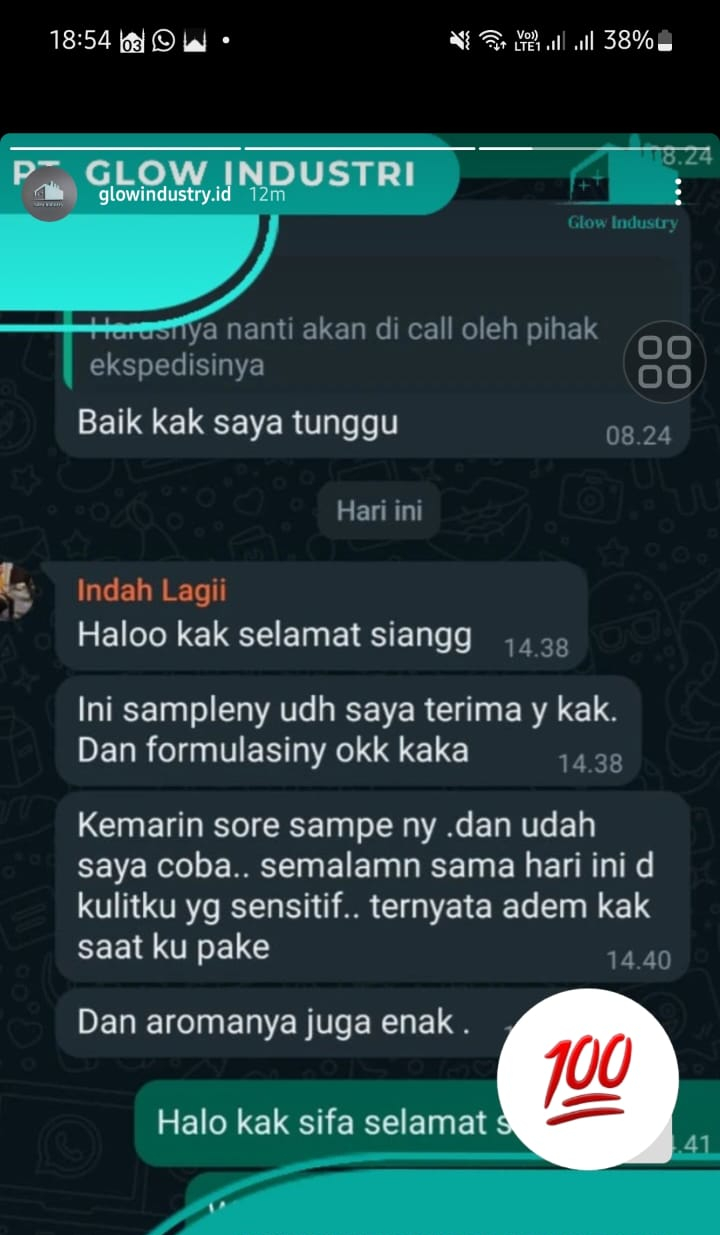 18:54
03
Vo))
LTE1
38%
PT. GLOW INDUSTRI
08.24
glowindustry.id 12m
Glow Industry
Harusnya nanti akan di call oleh pihak
ekspedisinya
Baik kak saya tunggu
08.24
Hari ini
Indah Lagii
Haloo kak selamat siangg
14.38
Ini sampleny udh saya terima y kak.
Dan formulasiny okk kaka
14.38
Kemarin sore sampe ny .dan udah
saya coba.. semalamn sama hari ini d
kulitku yg sensitif.. ternyata adem kak
saat ku pake
14.40
Dan aromanya juga enak .
100
Halo kak sifa selamat s
.41